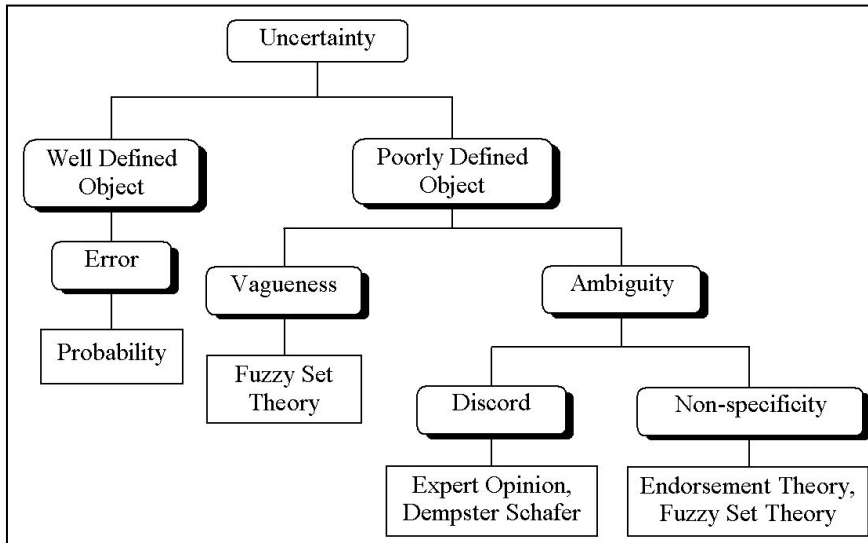 Uncertainty
Well Defined
Object
Poorly Defined
Object
Error
Vagueness
Ambiguity
Probability
Fuzzy Set
Theory
Discord
Non-specificity
Expert Opinion,
Dempster Schafer
Endorsement Theory,
Fuzzy Set Theory